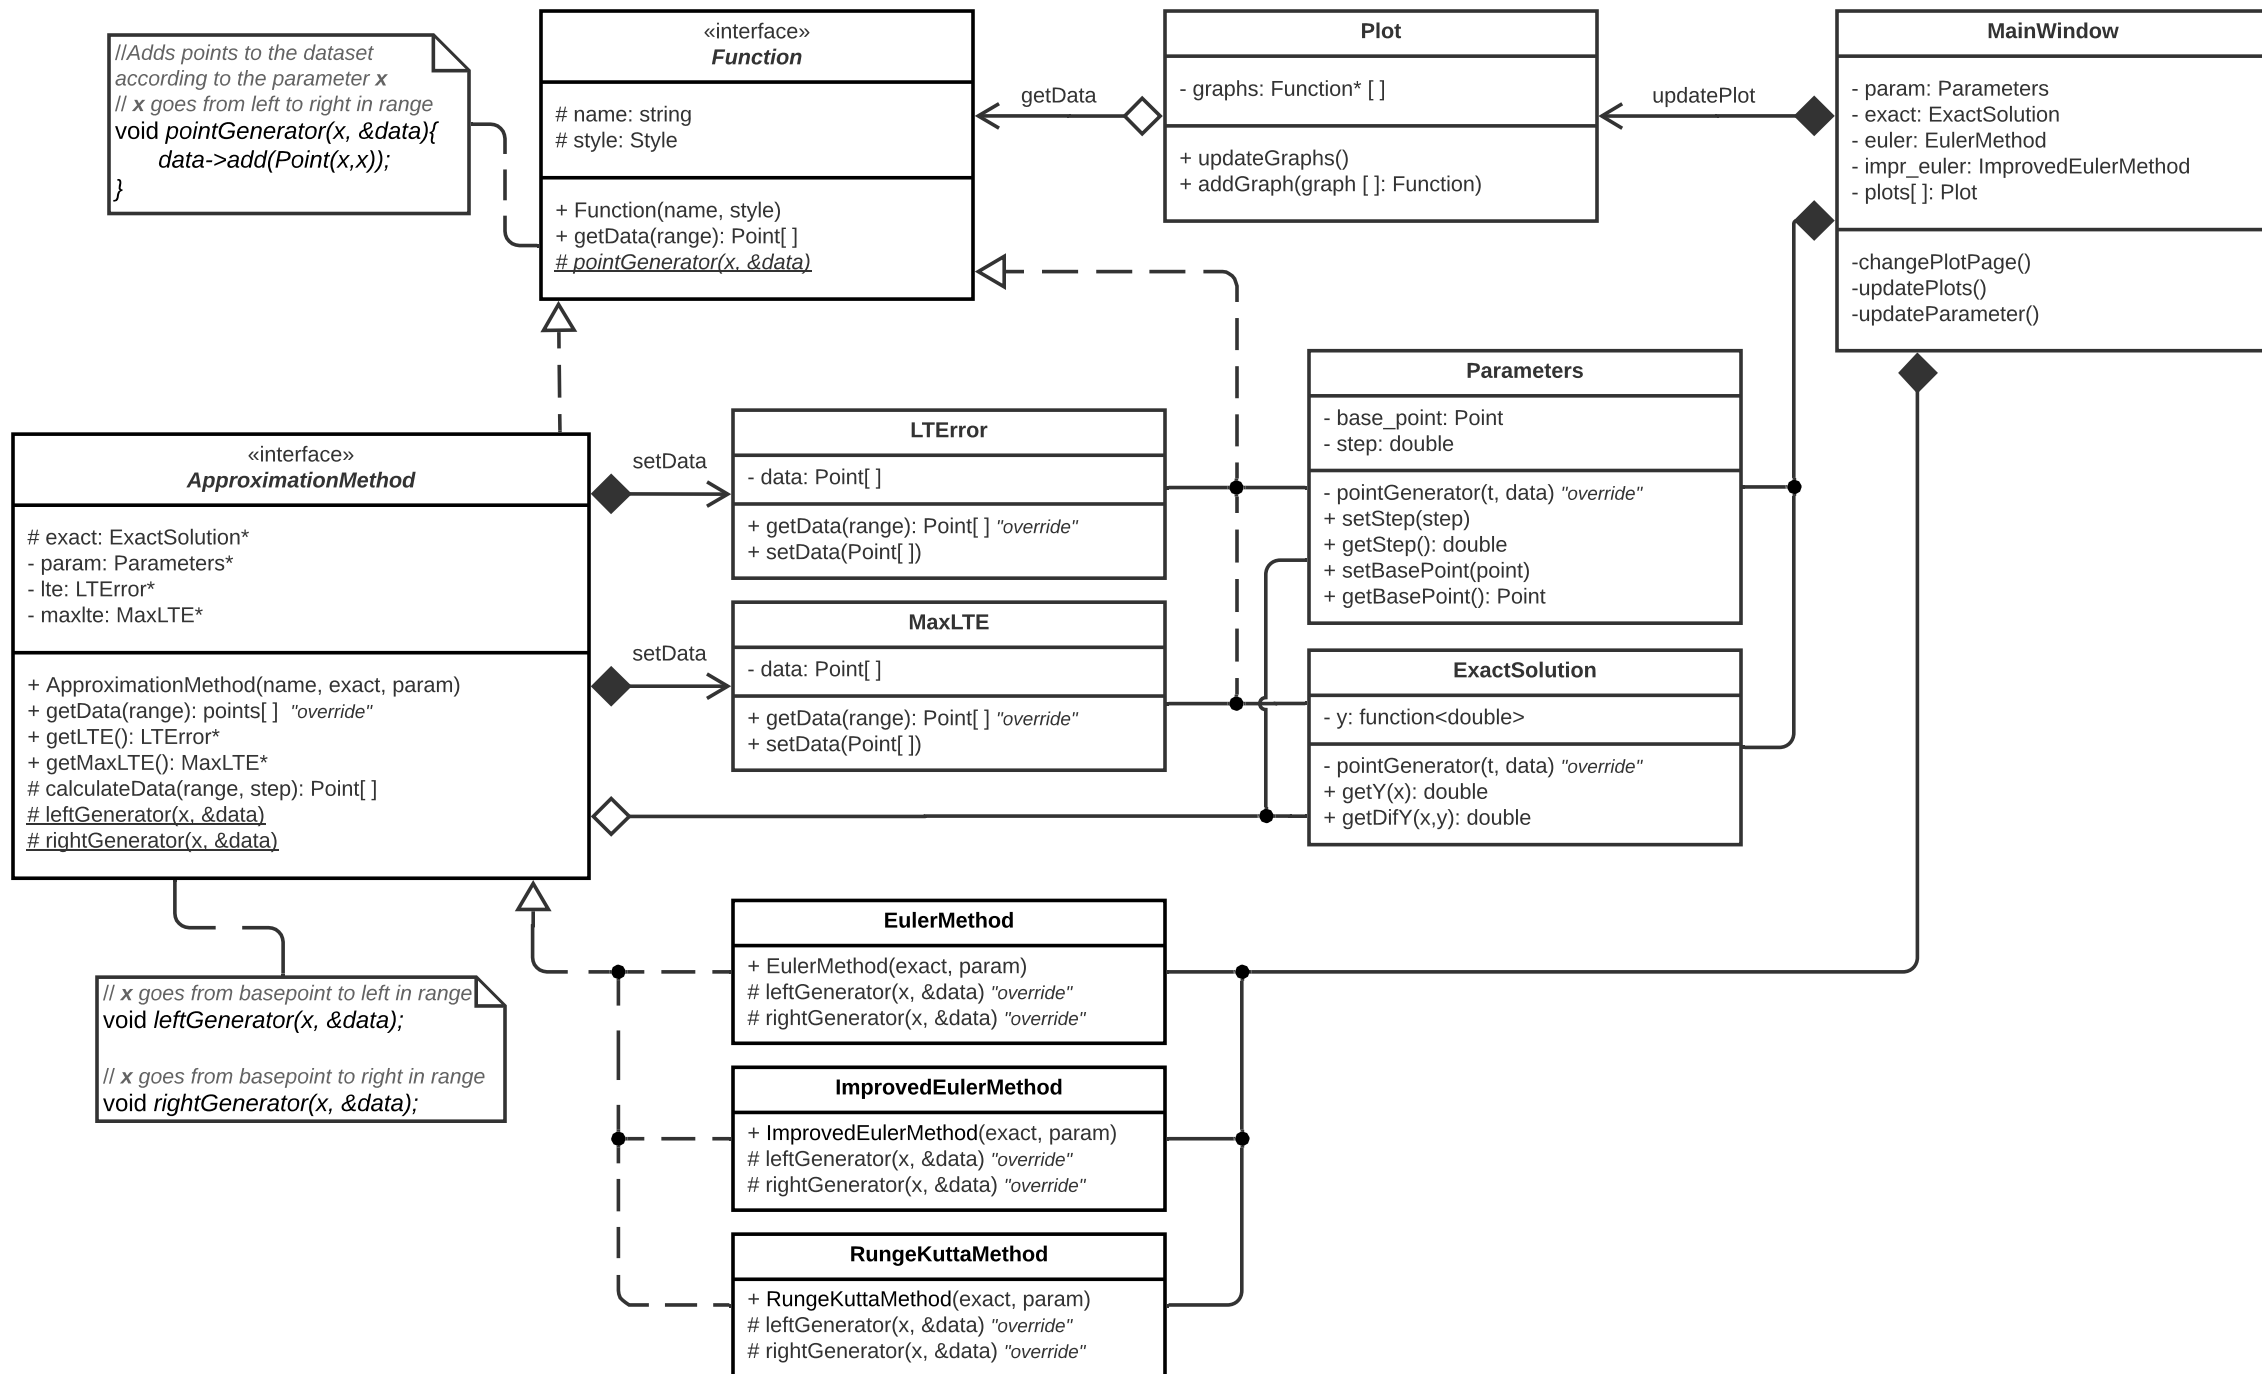 //Adds points to the dataset
according to the parameter x
// x goes from left to right in range
void pointGenerator(x, &data){
data->add(Point(x,x));
}
«interface»
Function
# name: string
# style: Style
+ Function(name, style)
+ getData(range): Point[ ]
# pointGenerator(x, &data)
getData
Plot
- graphs: Function* [ ]
+ updateGraphs()
+ addGraph(graph [ ]: Function)
updatePlot
MainWindow
- param: Parameters
- exact: ExactSolution
- euler: EulerMethod
- impr_euler: ImprovedEulerMethod
- plots[ ]: Plot
-changePlotPage()
-updatePlots()
-updateParameter()
«interface»
ApproximationMethod
# exact: ExactSolution*
- param: Parameters*
- lte: LTError*
- maxlte: MaxLTE*
+ ApproximationMethod(name, exact, param)
+ getData(range): points[ ] "override"
+ getLTE(): LTError*
+ getMaxLTE(): MaxLTE*
# calculateData(range, step): Point[ ]
# leftGenerator(x, &data)
# rightGenerator(x, &data)
setData
LTError
- data: Point[ ]
+ getData(range): Point[ ] "override"
+ setData(Point[ ])
setData
MaxLTE
- data: Point[ ]
+ getData(range): Point[ ] "override"
+ setData(Point[ ])
Parameters
- base_point: Point
- step: double
- pointGenerator(t, data) "override"
+ setStep(step)
+ getStep(): double
+ setBasePoint(point)
+ getBasePoint(): Point
ExactSolution
- y: function<double>
- pointGenerator(t, data) "override"
+ getY(x): double
+ getDifY(x,y): double
// x goes from basepoint to left in range
void leftGenerator(x, &data);
// x goes from basepoint to right in range
void rightGenerator(x, &data);
EulerMethod
+ EulerMethod(exact, param)
# leftGenerator(x, &data) "override"
# rightGenerator(x, &data) "override"
ImprovedEulerMethod
+ ImprovedEulerMethod(exact, param)
# leftGenerator(x, &data) "override"
# rightGenerator(x, &data) "override"
RungeKuttaMethod
+ RungeKuttaMethod(exact, param)
# leftGenerator(x, &data) "override"
# rightGenerator(x, &data) "override"